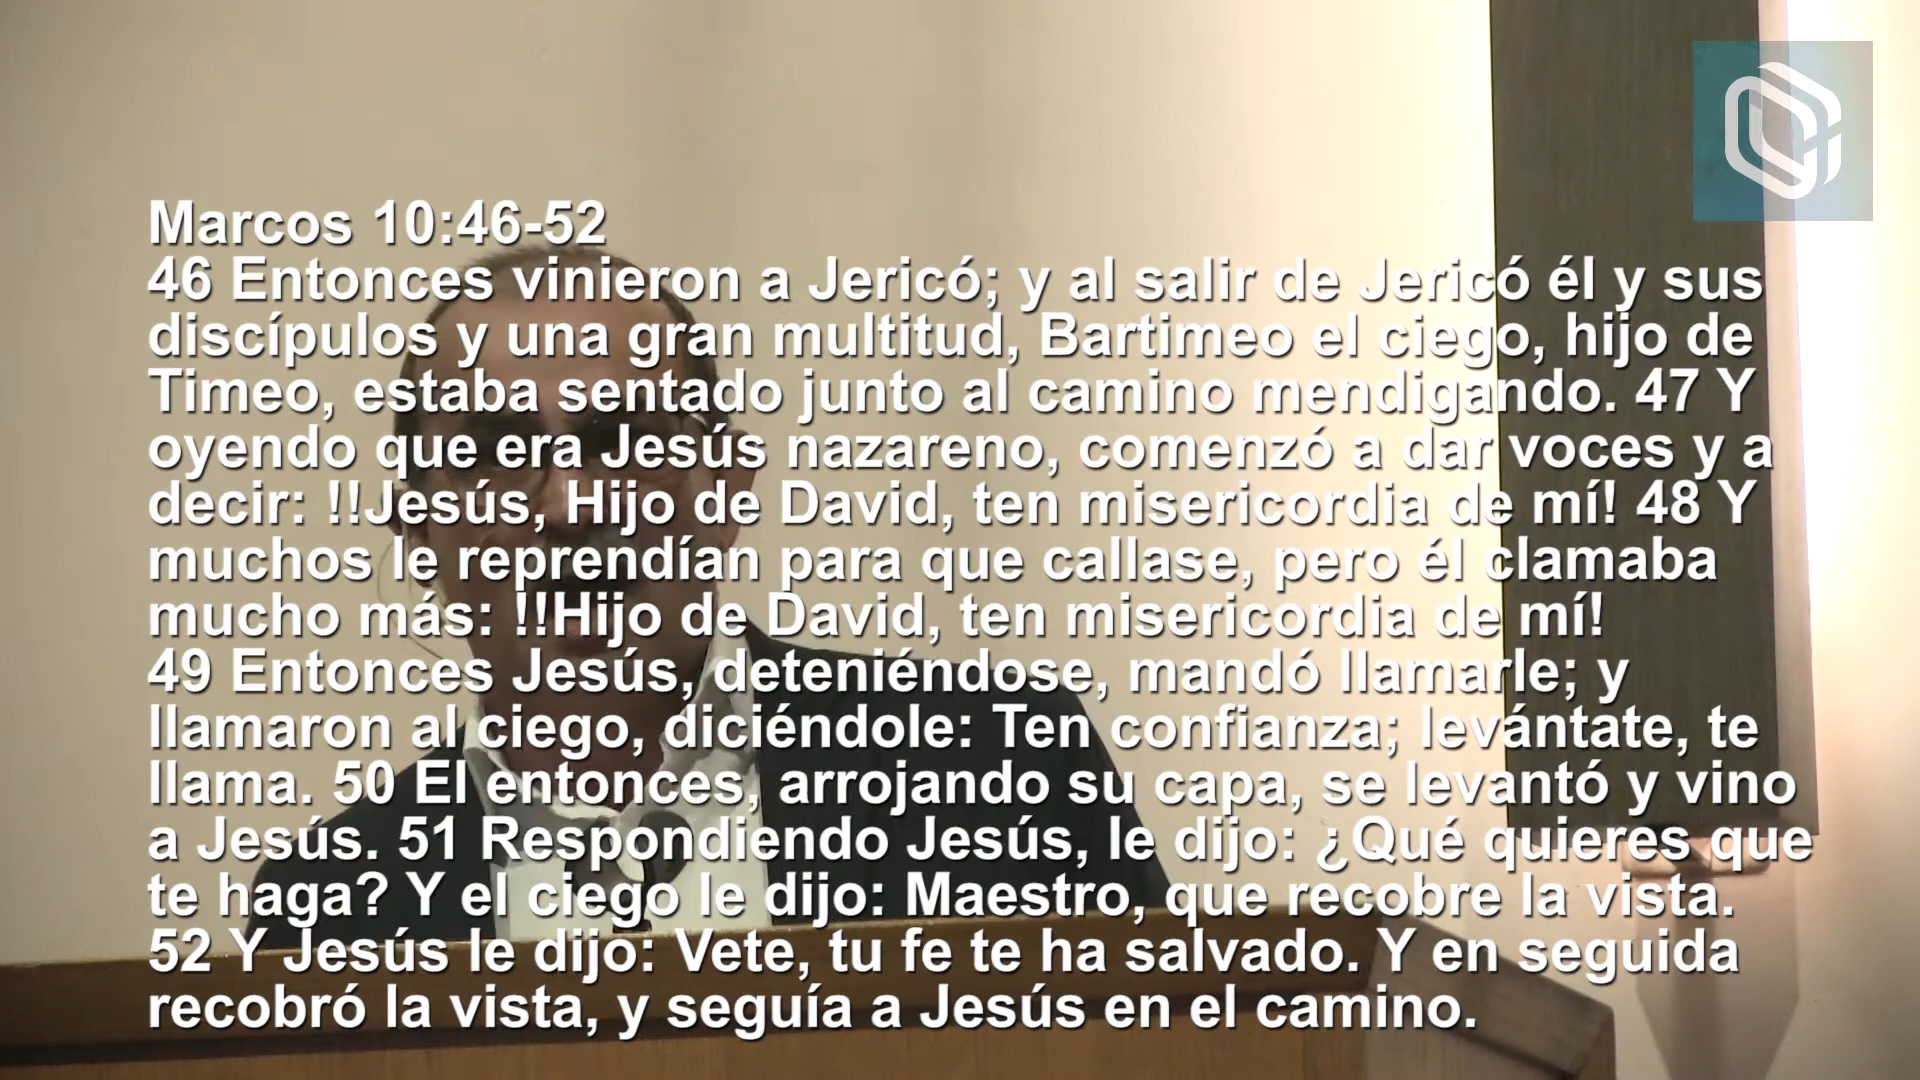 Marcos 10:46-52
46 Entonces vinieron a Jericó; y al salir de Jericó él y sus
discípulos y una gran multitud, Bartimeo el ciego, hijo de
Timeo, estaba sentado junto al camino mendigando. 47 Y
oyendo que era Jesús nazareno, comenzó a dar voces y a
decir: !!Jesús, Hijo de David, ten misericordia de mí! 48 Y
muchos le reprendían para que callase, pero él clamaba
mucho más: !!Hijo de David, ten misericordia de mí!
49 Entonces Jesús, deteniéndose, mandó llamarle; y
llamaron al ciego, diciéndole: Ten confianza; levántate, te
llama. 50 El entonces, arrojando su capa, se levantó y vino
a Jesús. 51 Respondiendo Jesús, le dijo: ¿Qué quieres que
te haga? Y el ciego le dijo: Maestro, que recobre la vista.
52 Y Jesús le dijo: Vete, tu fe te ha salvado. Y en seguida
recobró la vista, y seguía a Jesús en el camino.